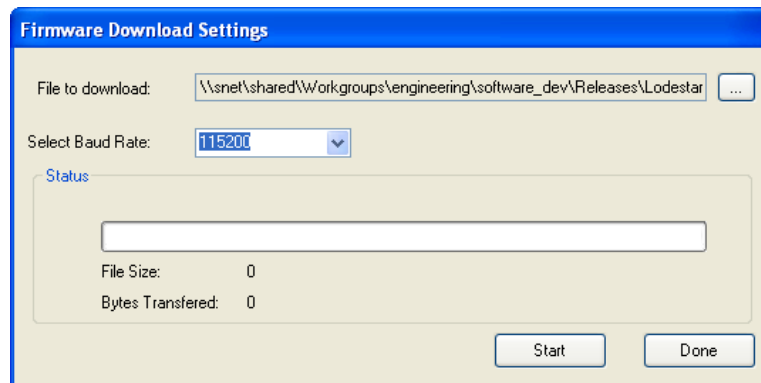 Firmware Download Settings
File to download: \\snet\shared\Workgroups\engineering\software_dev\Releases\Lodestar ...
Select Baud Rate: 115200
Status
File Size: 0
Bytes Transfered: 0
Start Done